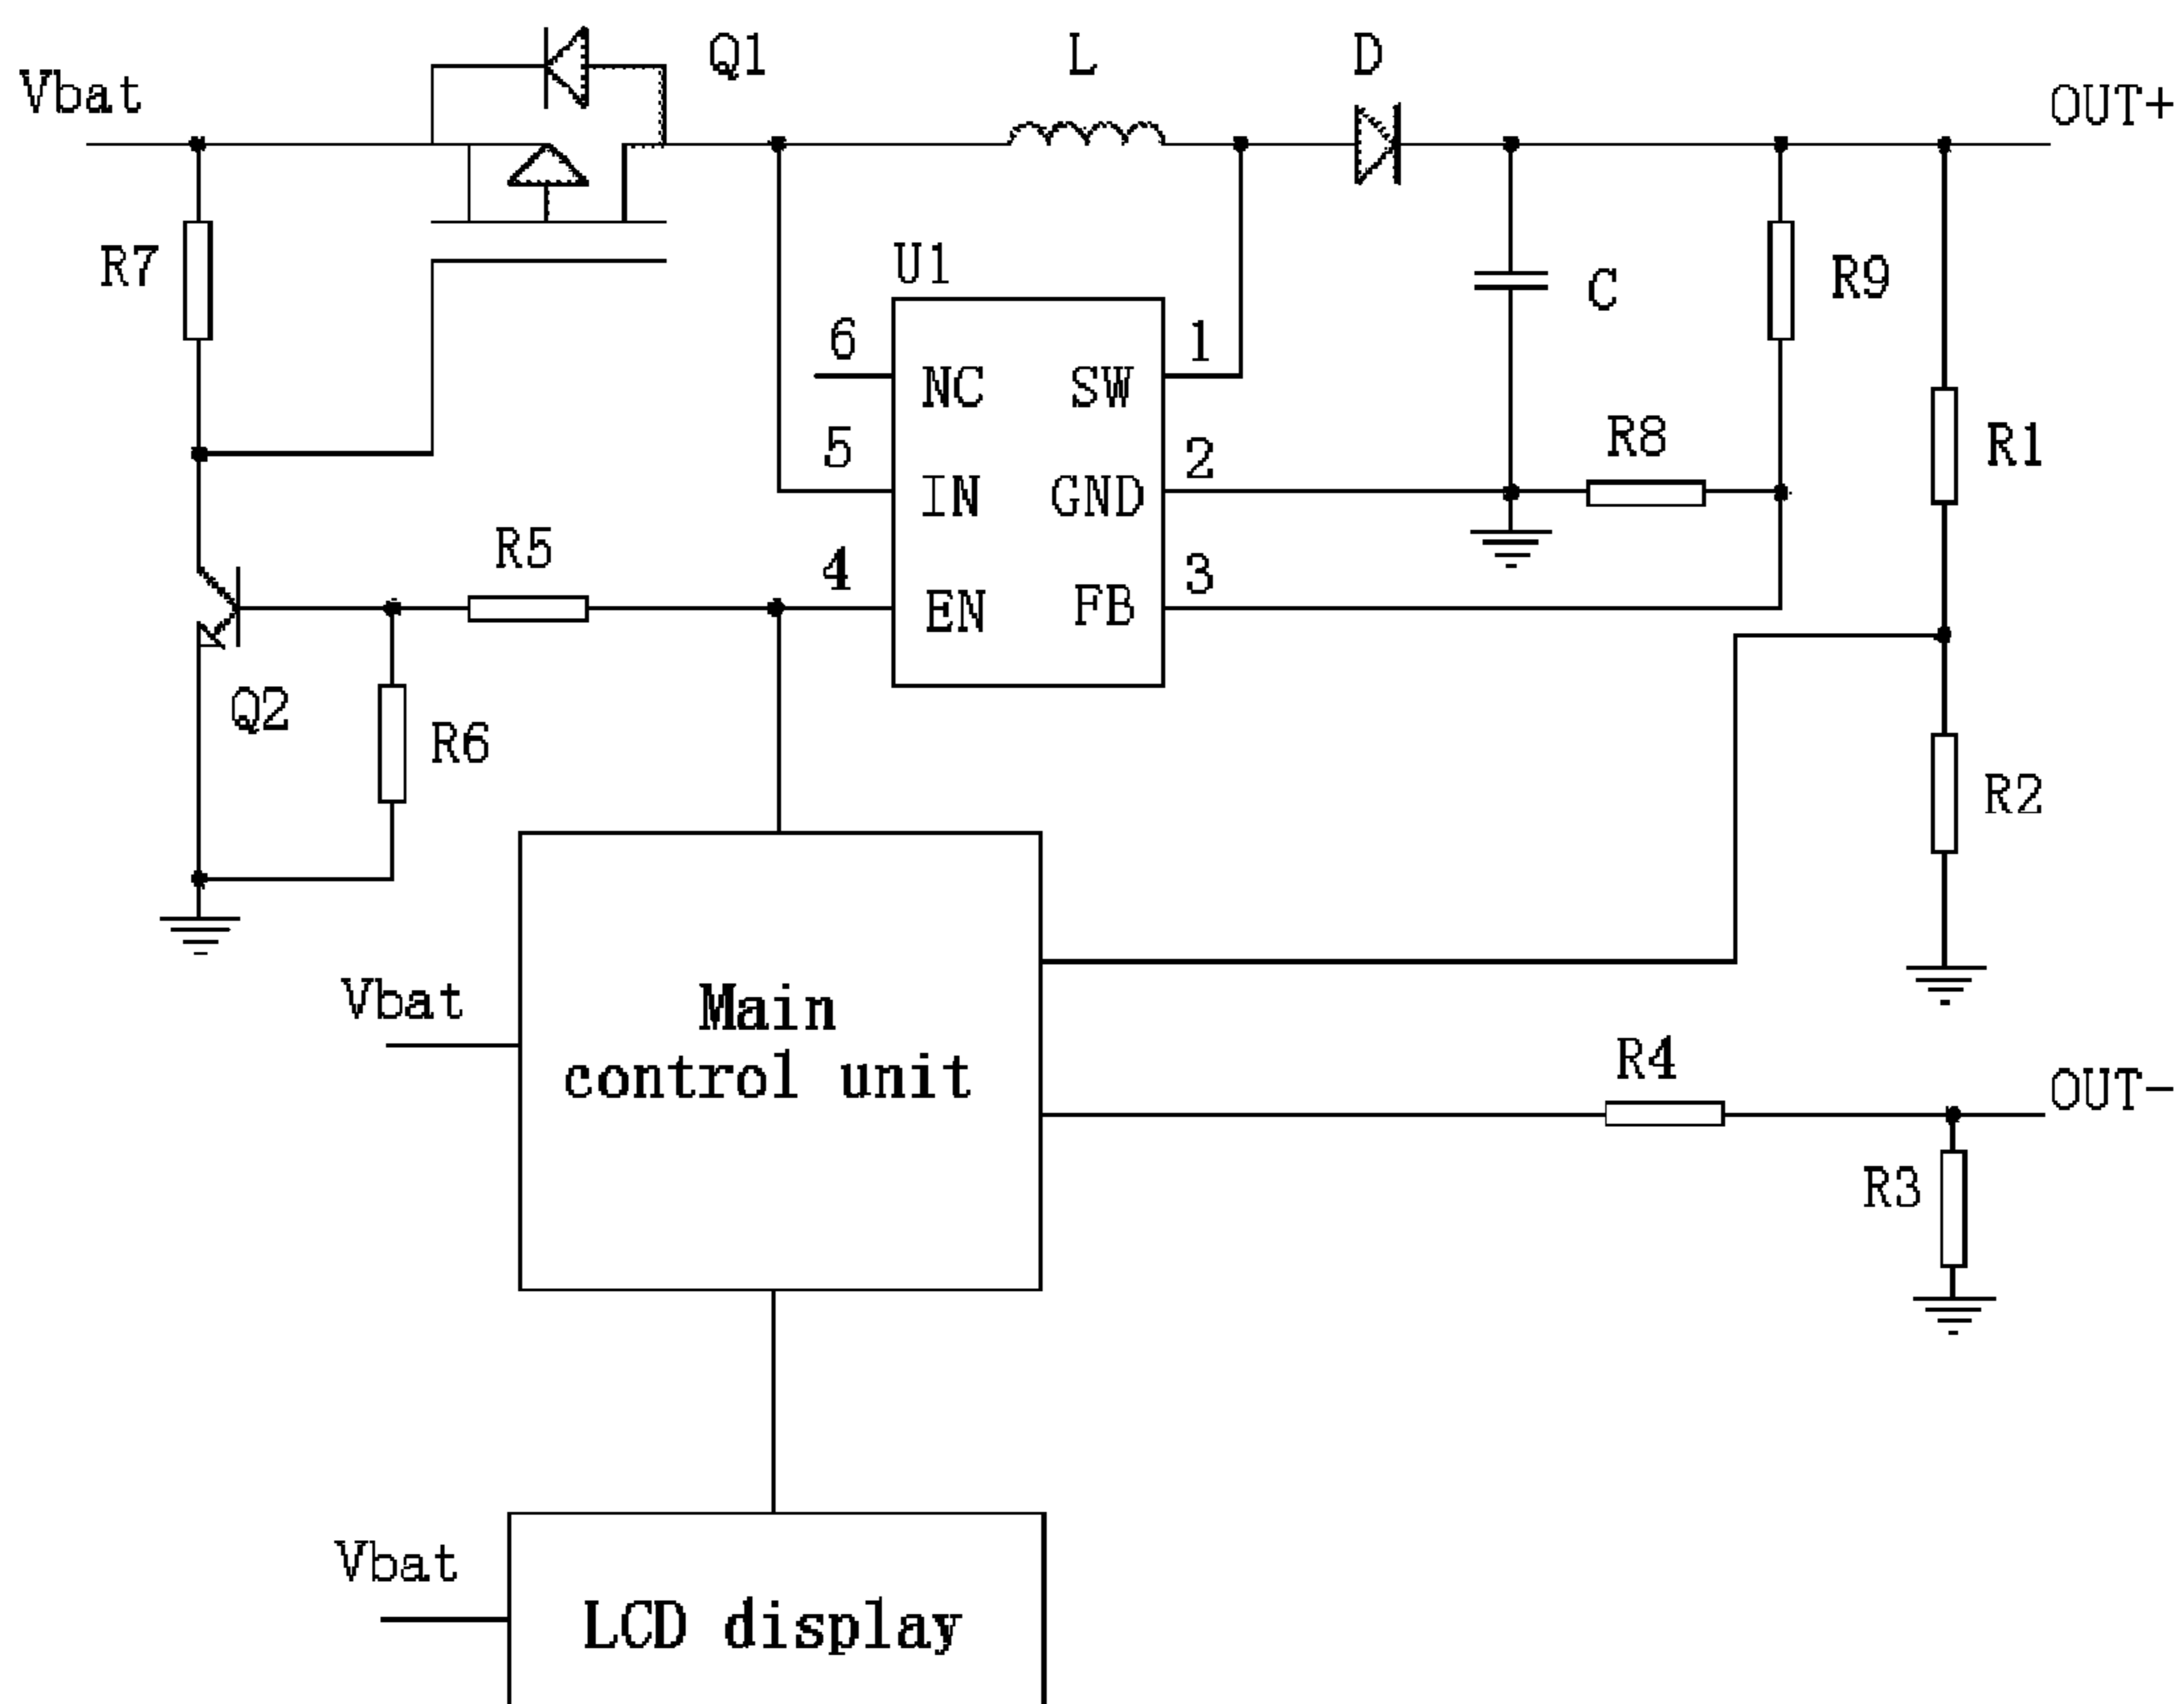 Q1
L
D
Vbat
OUT+
R7
U1
C
R9
6
NC
SW
1
5
IN
GND
2
R8
R1
R5
4
EN
FB
3
Q2
R6
R2
Vbat
Main
control unit
R4
OUT-
R3
Vbat
LCD display